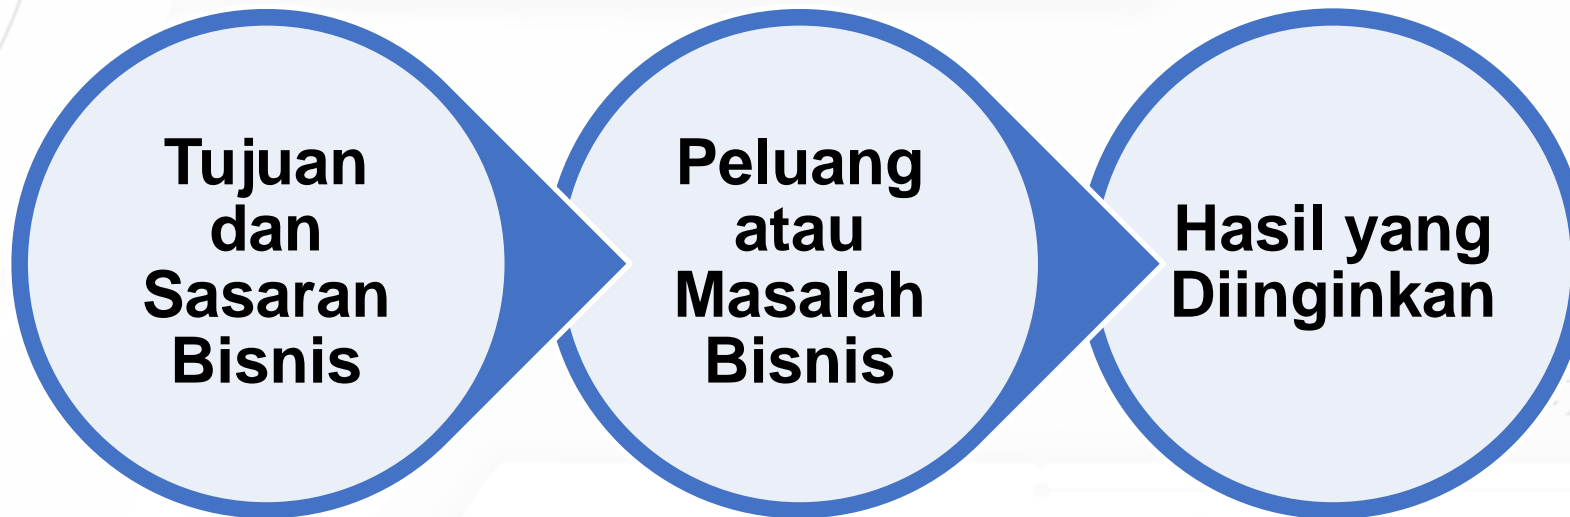 Tujuan
dan
Sasaran
Bisnis
Peluang
atau
Masalah
Bisnis
Hasil yang
Diinginkan